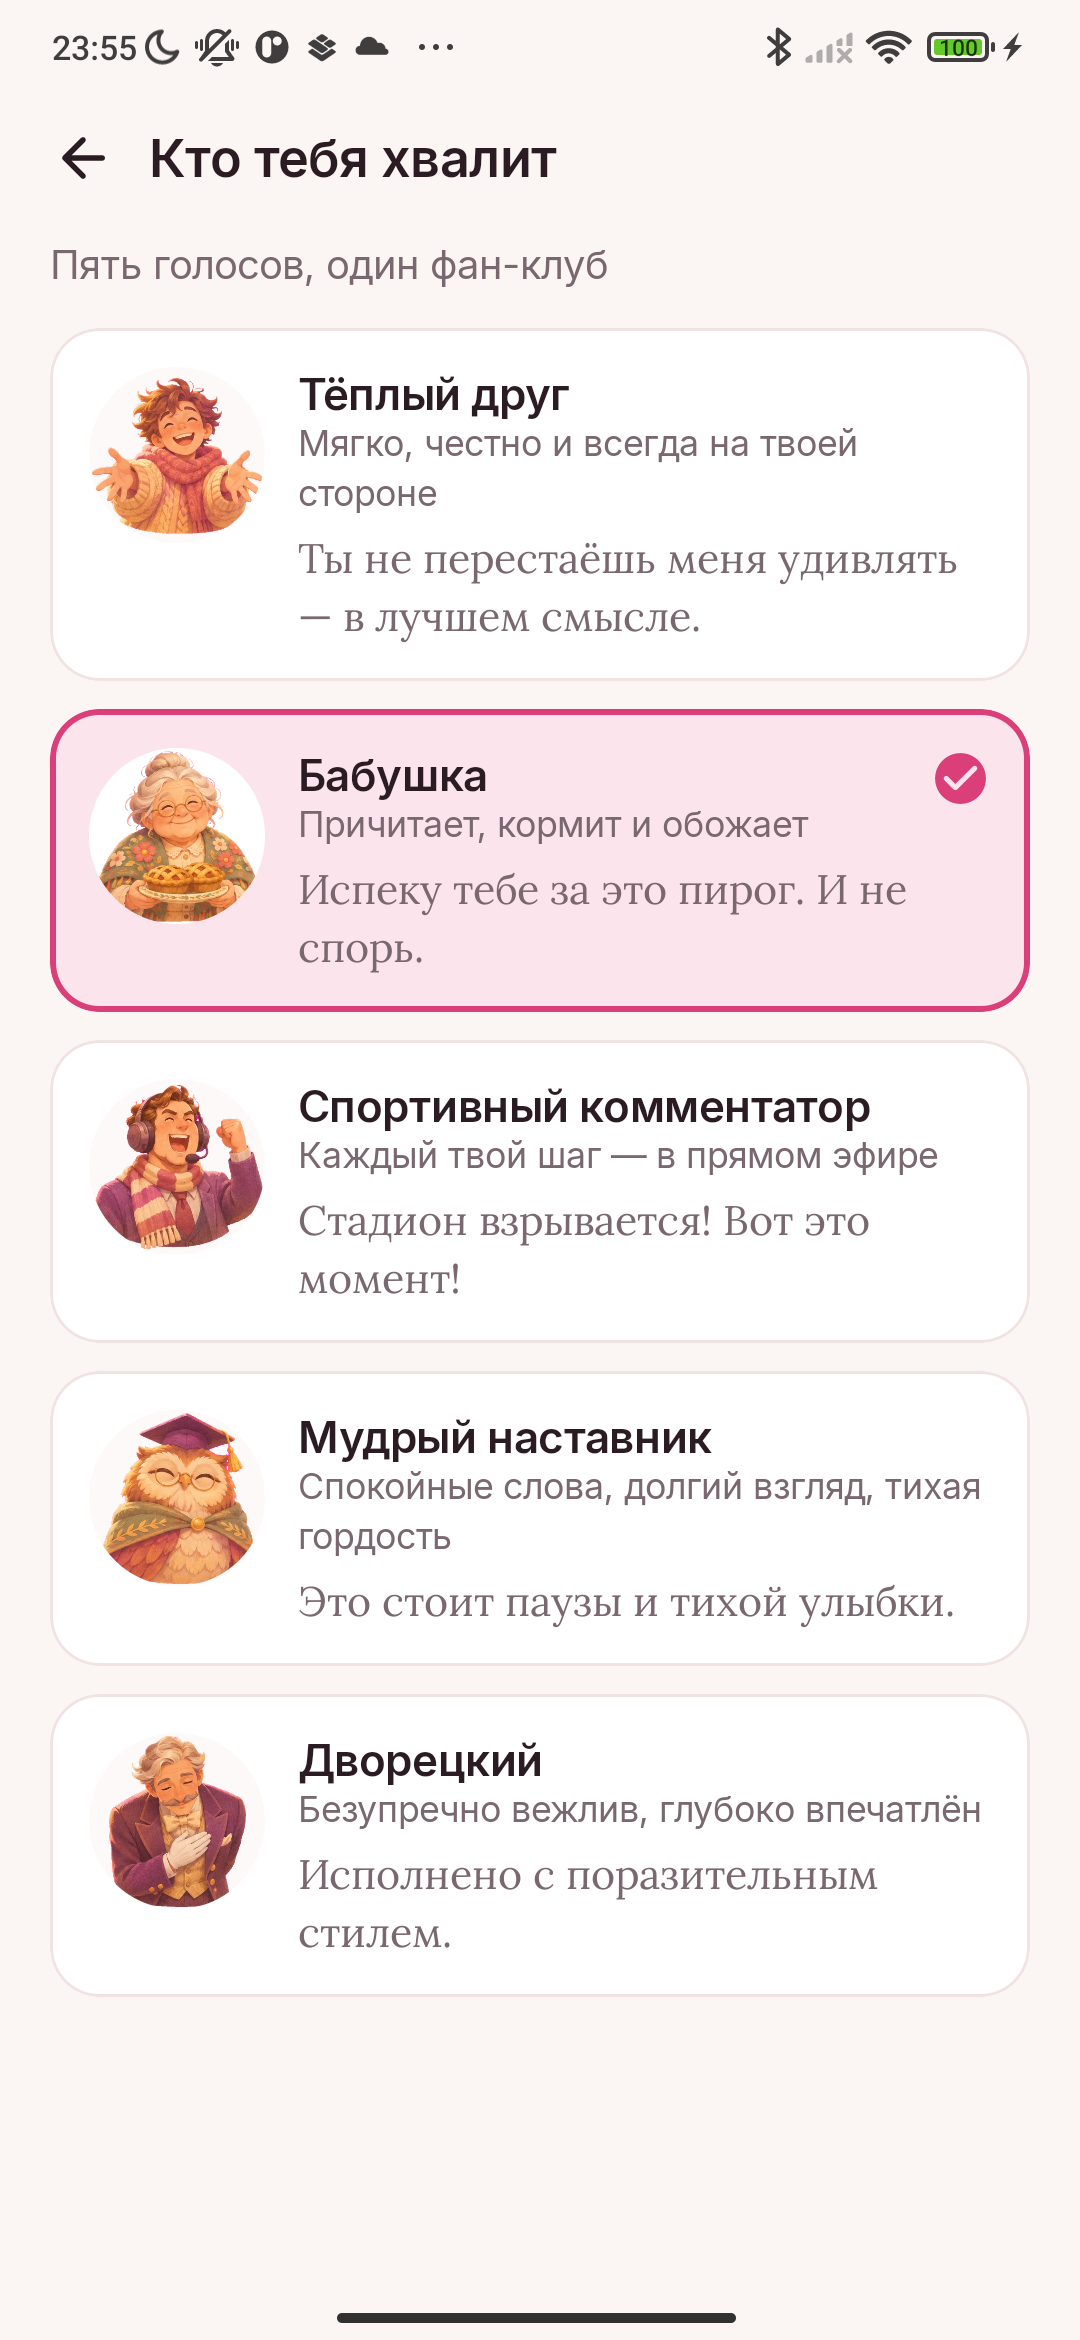 23:55
100
Кто тебя хвалит
Пять голосов, один фан-клуб
Тёплый друг
Мягко, честно и всегда на твоей
стороне
Ты не перестаёшь меня удивлять
— в лучшем смысле.
Бабушка
Причитает, кормит и обожает
Испеку тебе за это пирог. И не
спорь.
Спортивный комментатор
Каждый твой шаг — в прямом эфире
Стадион взрывается! Вот это
момент!
Мудрый наставник
Спокойные слова, долгий взгляд, тихая
гордость
Это стоит паузы и тихой улыбки.
Дворецкий
Безупречно вежлив, глубоко впечатлён
Исполнено с поразительным
стилем.